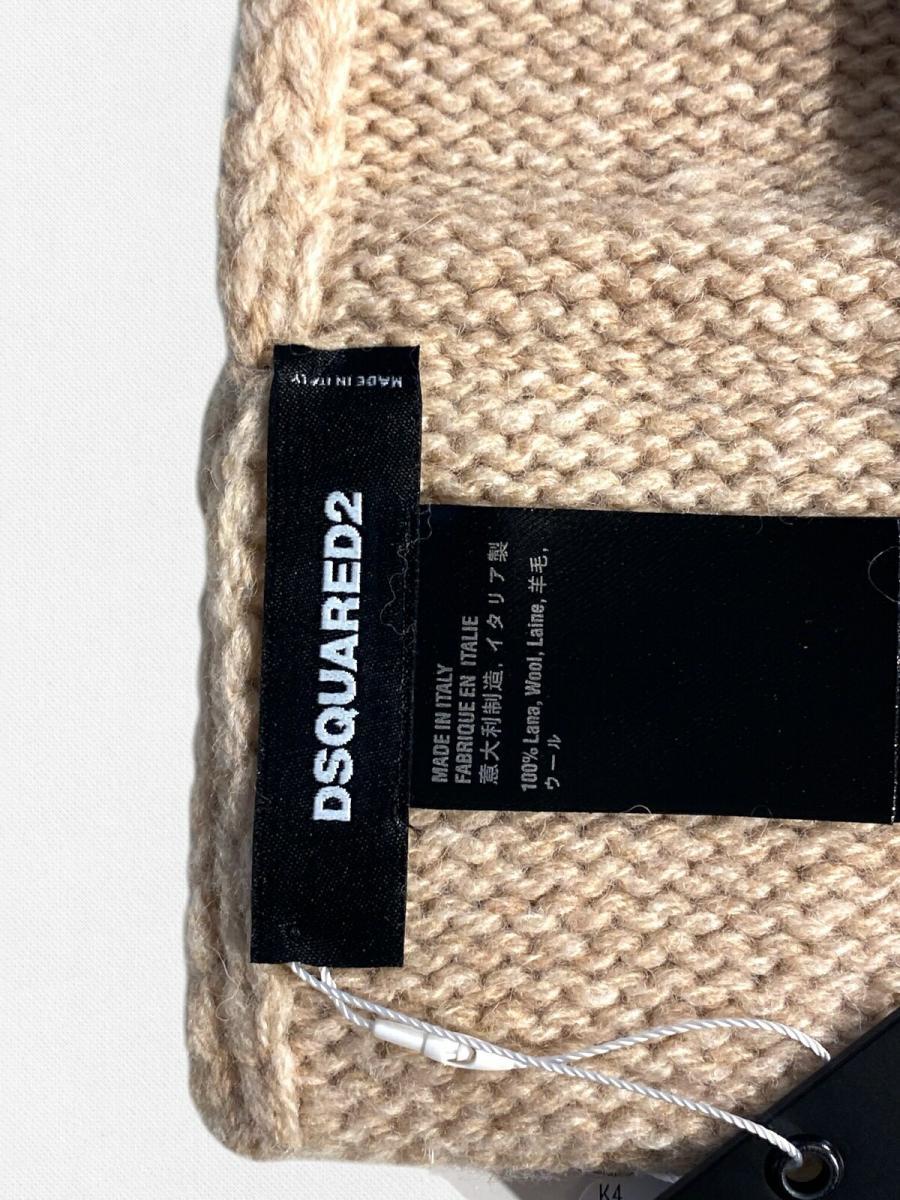 MADE IN ITALY
DSQUARED2
MADE IN ITALY
FABRIQUE EN ITALIE
意大利制造, イタリア製
100% Lana, Wool, Laine, 羊毛,
ウール
K4